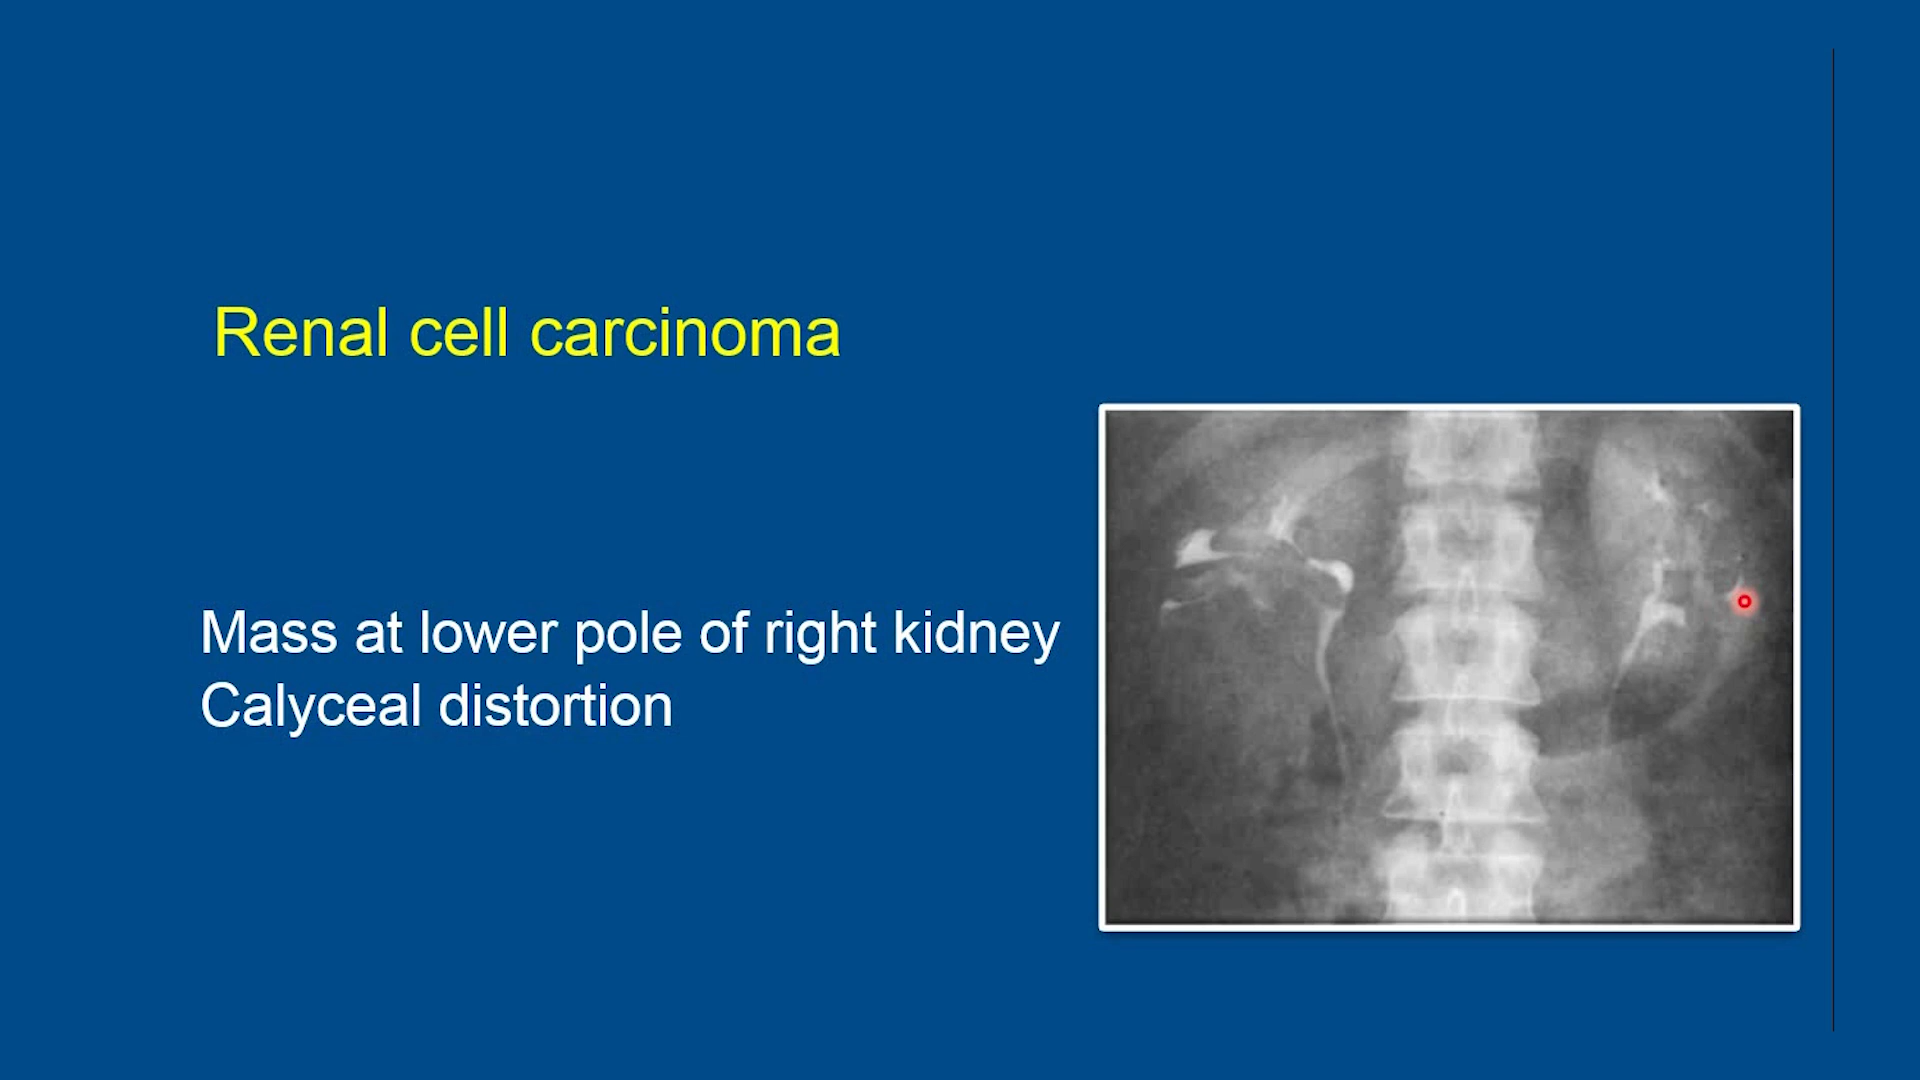 Renal cell carcinoma
Mass at lower pole of right kidney
Calyceal distortion